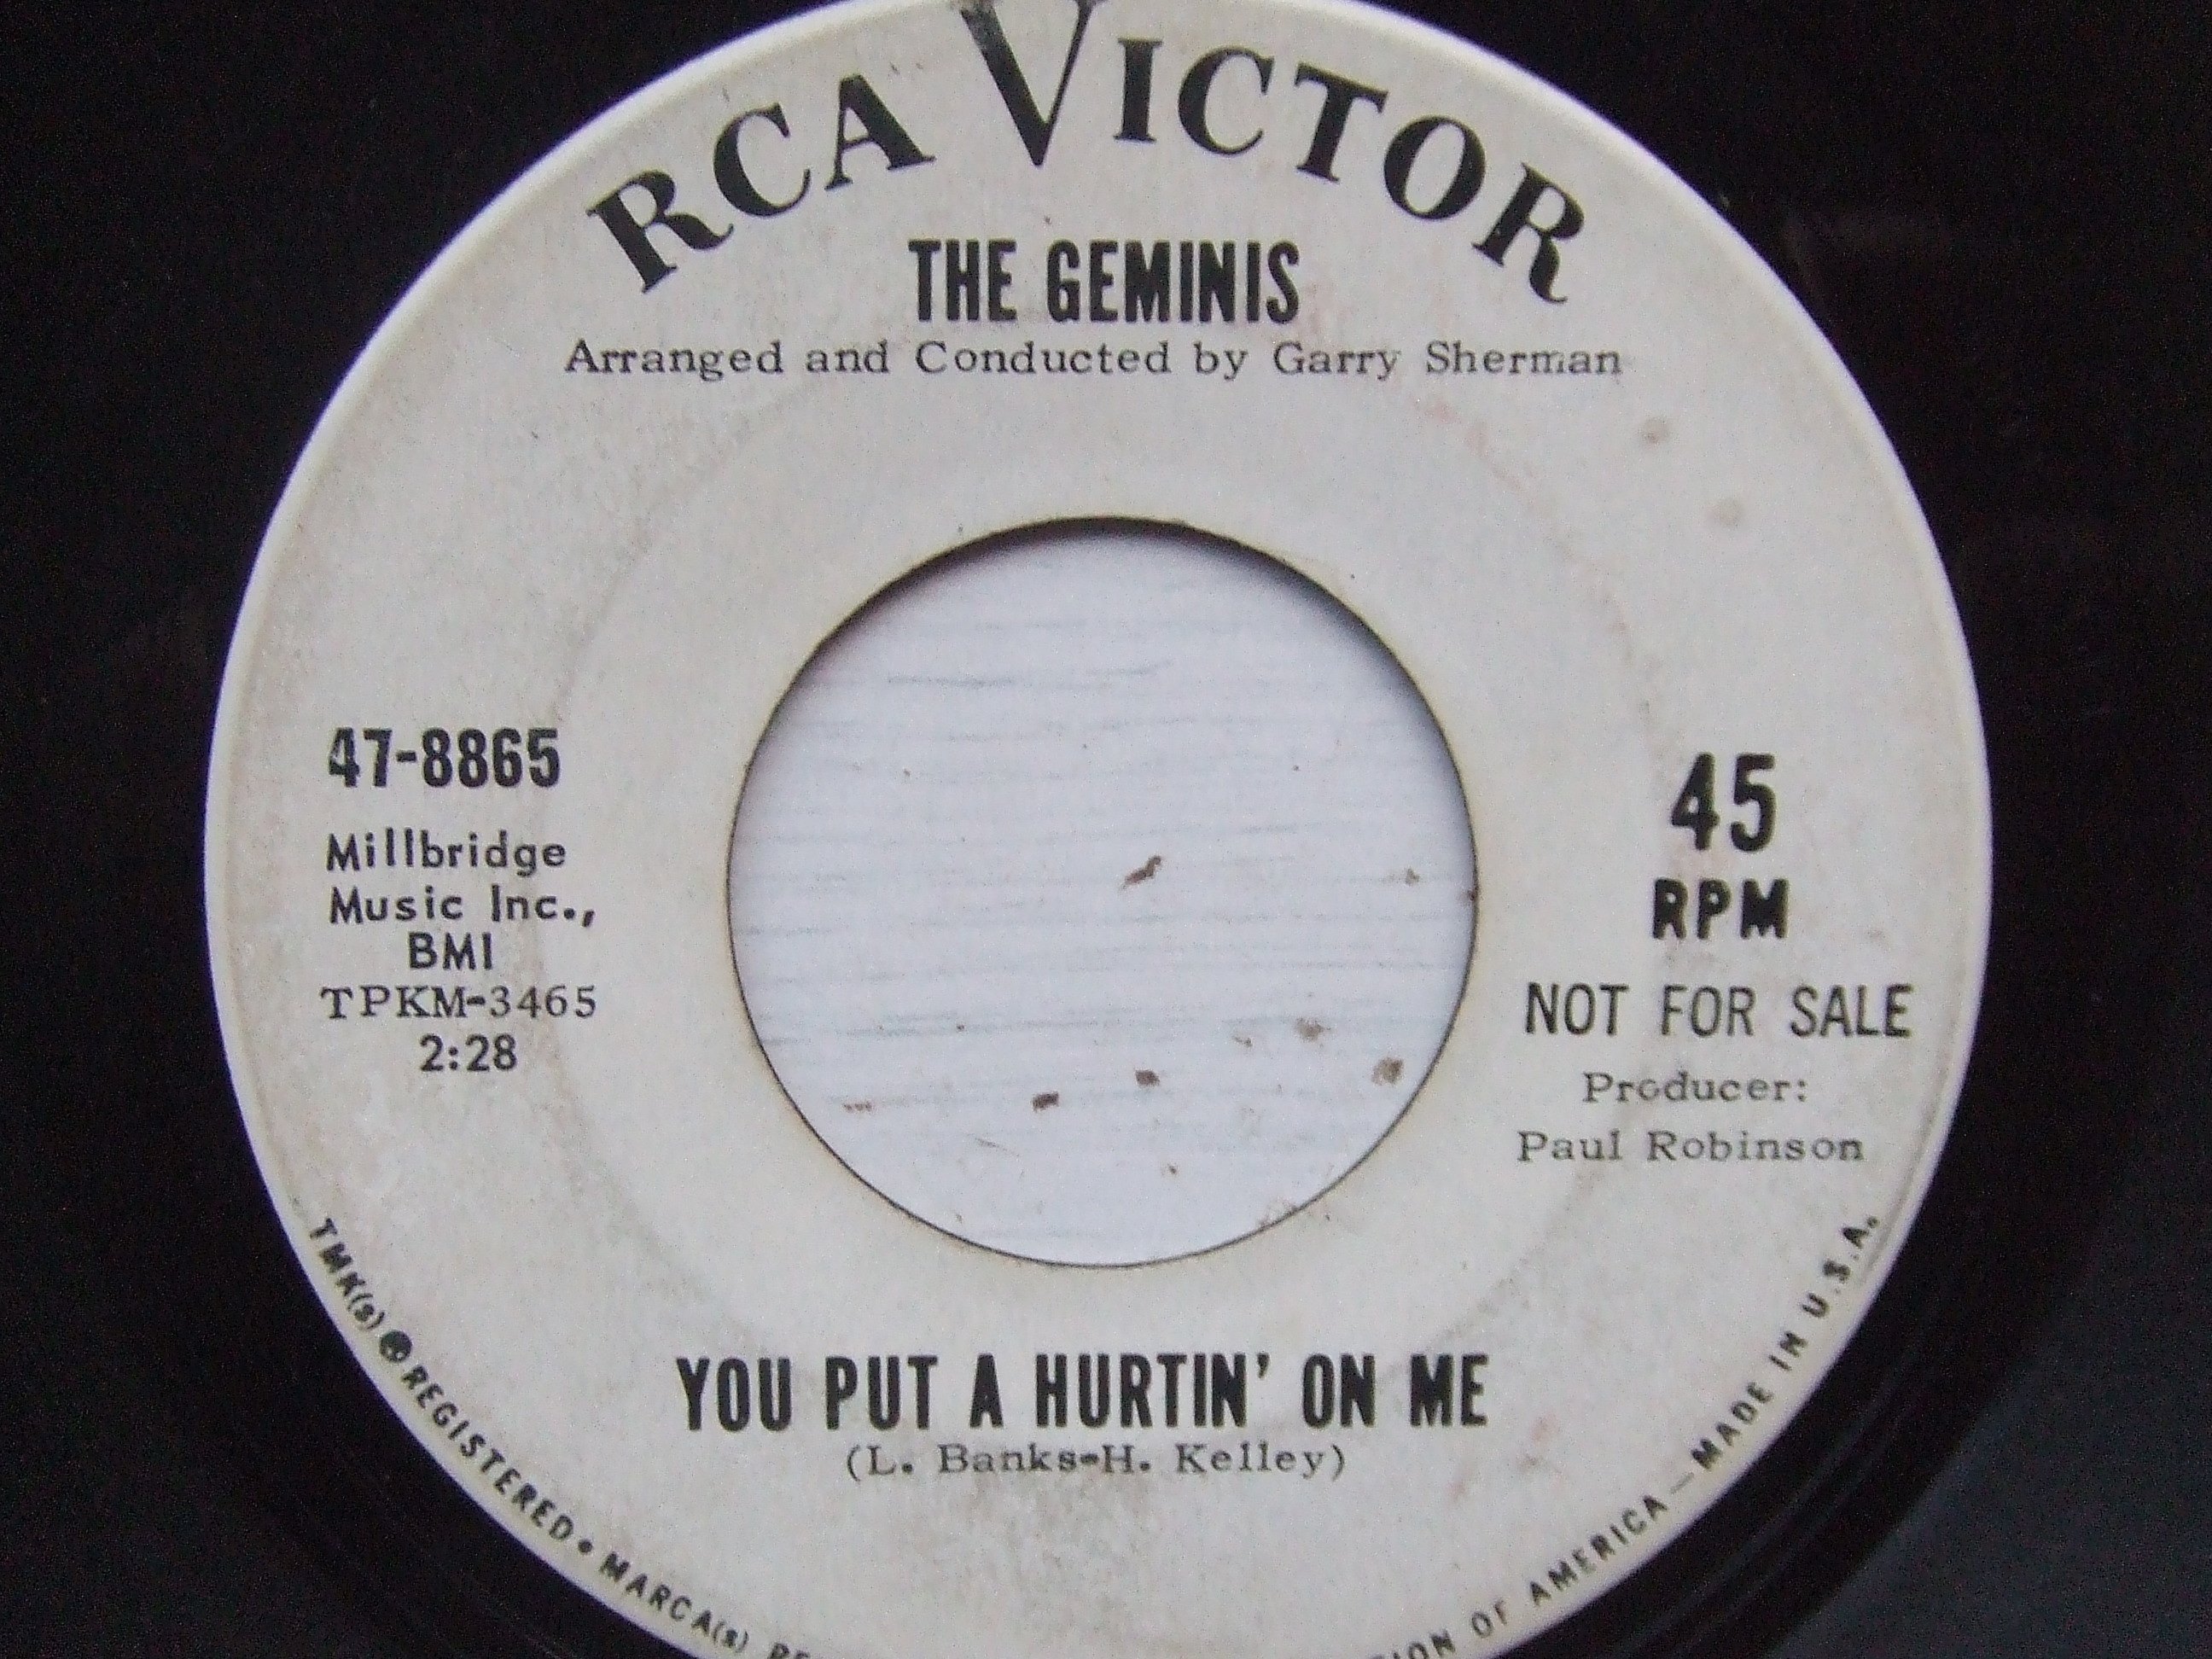 RCA VICTOR
THE GEMINIS
Arranged and Conducted by Garry Sherman
47-8865
Millbridge
Music Inc.,
BMI
TPKM-3465
2:28
45
RPM
NOT FOR SALE
Producer:
Paul Robinson
YOU PUT A HURTIN' ON ME
(L. Banks-H. Kelley)
TMK(s) ® REGISTERED • MARCA(s)
OF AMERICA — MADE IN U.S.A.